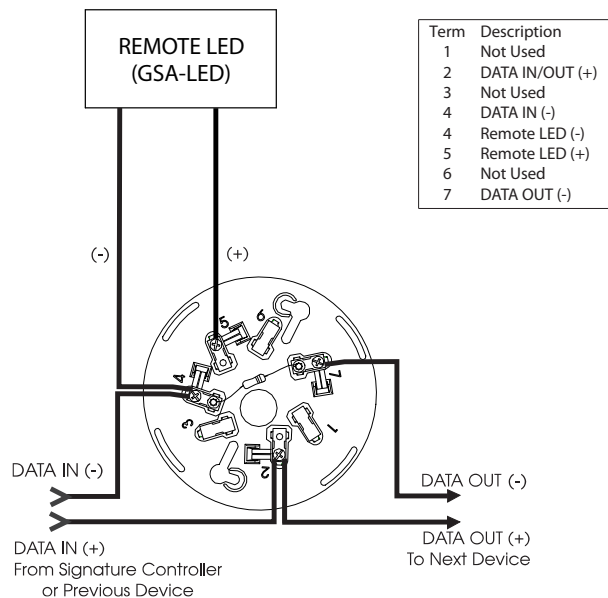 REMOTE LED
(GSA-LED)
Term Description
1 Not Used
2 DATA IN/OUT (+)
3 Not Used
4 DATA IN (-)
4 Remote LED (-)
5 Remote LED (+)
6 Not Used
7 DATA OUT (-)
(-)
(+)
5
6
4
7
3
1
2
DATA IN (-)
DATA OUT (-)
DATA IN (+)
From Signature Controller
or Previous Device
DATA OUT (+)
To Next Device